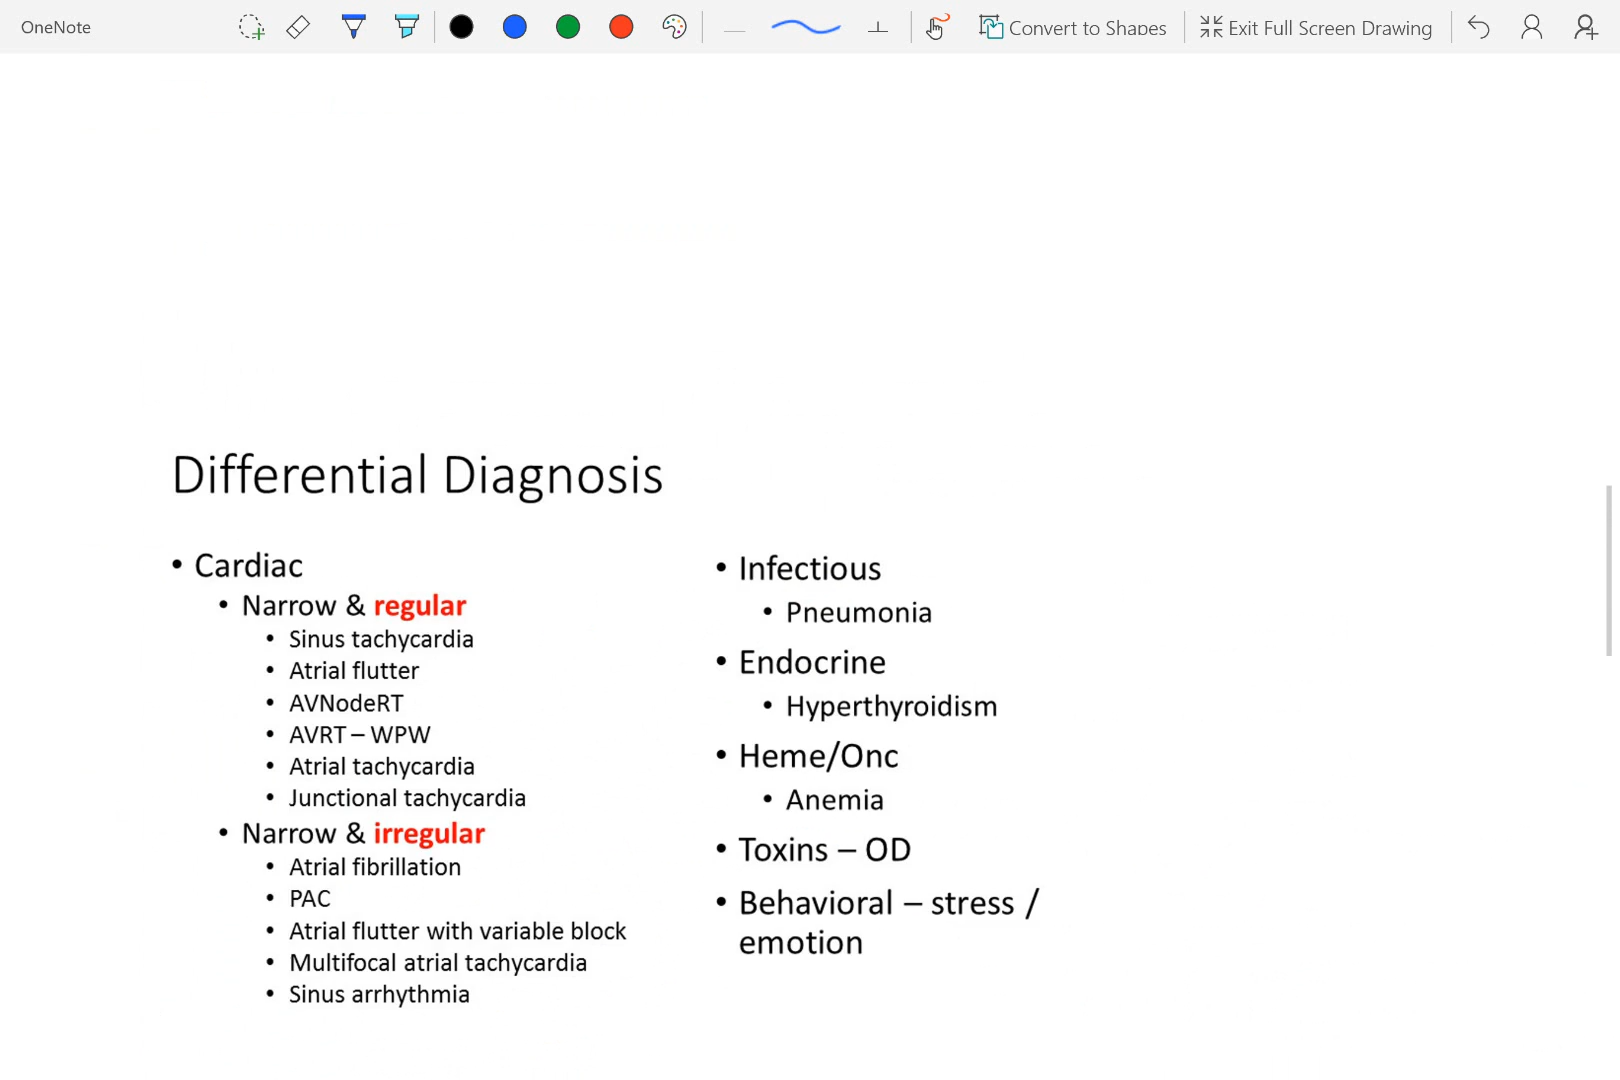 OneNote
Convert to Shapes
Exit Full Screen Drawing
Differential Diagnosis
• Cardiac
• Narrow & regular
• Sinus tachycardia
• Atrial flutter
• AVNodeRT
• AVRT – WPW
• Atrial tachycardia
• Junctional tachycardia
• Narrow & irregular
• Atrial fibrillation
• PAC
• Atrial flutter with variable block
• Multifocal atrial tachycardia
• Sinus arrhythmia
• Infectious
• Pneumonia
• Endocrine
• Hyperthyroidism
• Heme/Onc
• Anemia
• Toxins – OD
• Behavioral – stress /
emotion